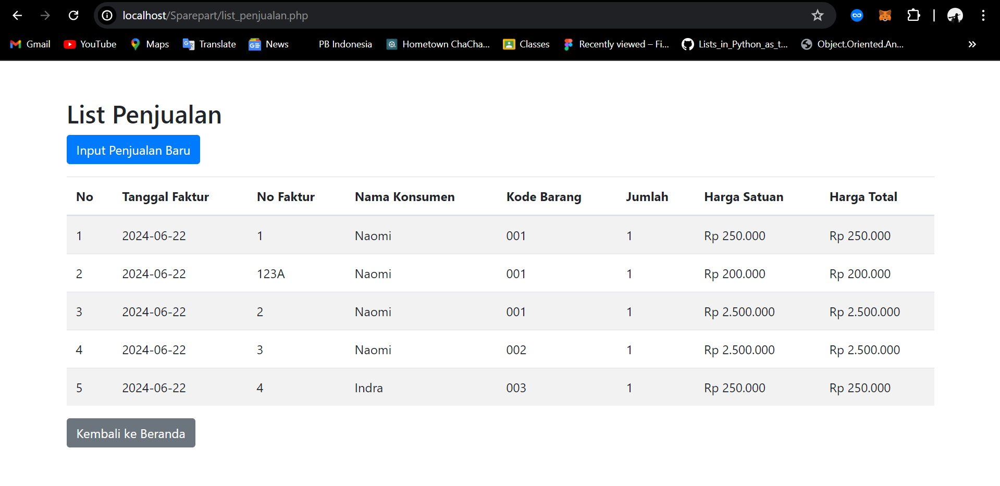 localhost/Sparepart/list_penjualan.php
Gmail YouTube Maps Translate News PB Indonesia Hometown ChaCha... Classes Recently viewed – Fi... Lists_in_Python_as_t... Object.Oriented.An...
List Penjualan
Input Penjualan Baru
No Tanggal Faktur No Faktur Nama Konsumen Kode Barang Jumlah Harga Satuan Harga Total
1 2024-06-22 1 Naomi 001 1 Rp 250.000 Rp 250.000
2 2024-06-22 123A Naomi 001 1 Rp 200.000 Rp 200.000
3 2024-06-22 2 Naomi 001 1 Rp 2.500.000 Rp 2.500.000
4 2024-06-22 3 Naomi 002 1 Rp 2.500.000 Rp 2.500.000
5 2024-06-22 4 Indra 003 1 Rp 250.000 Rp 250.000
Kembali ke Beranda